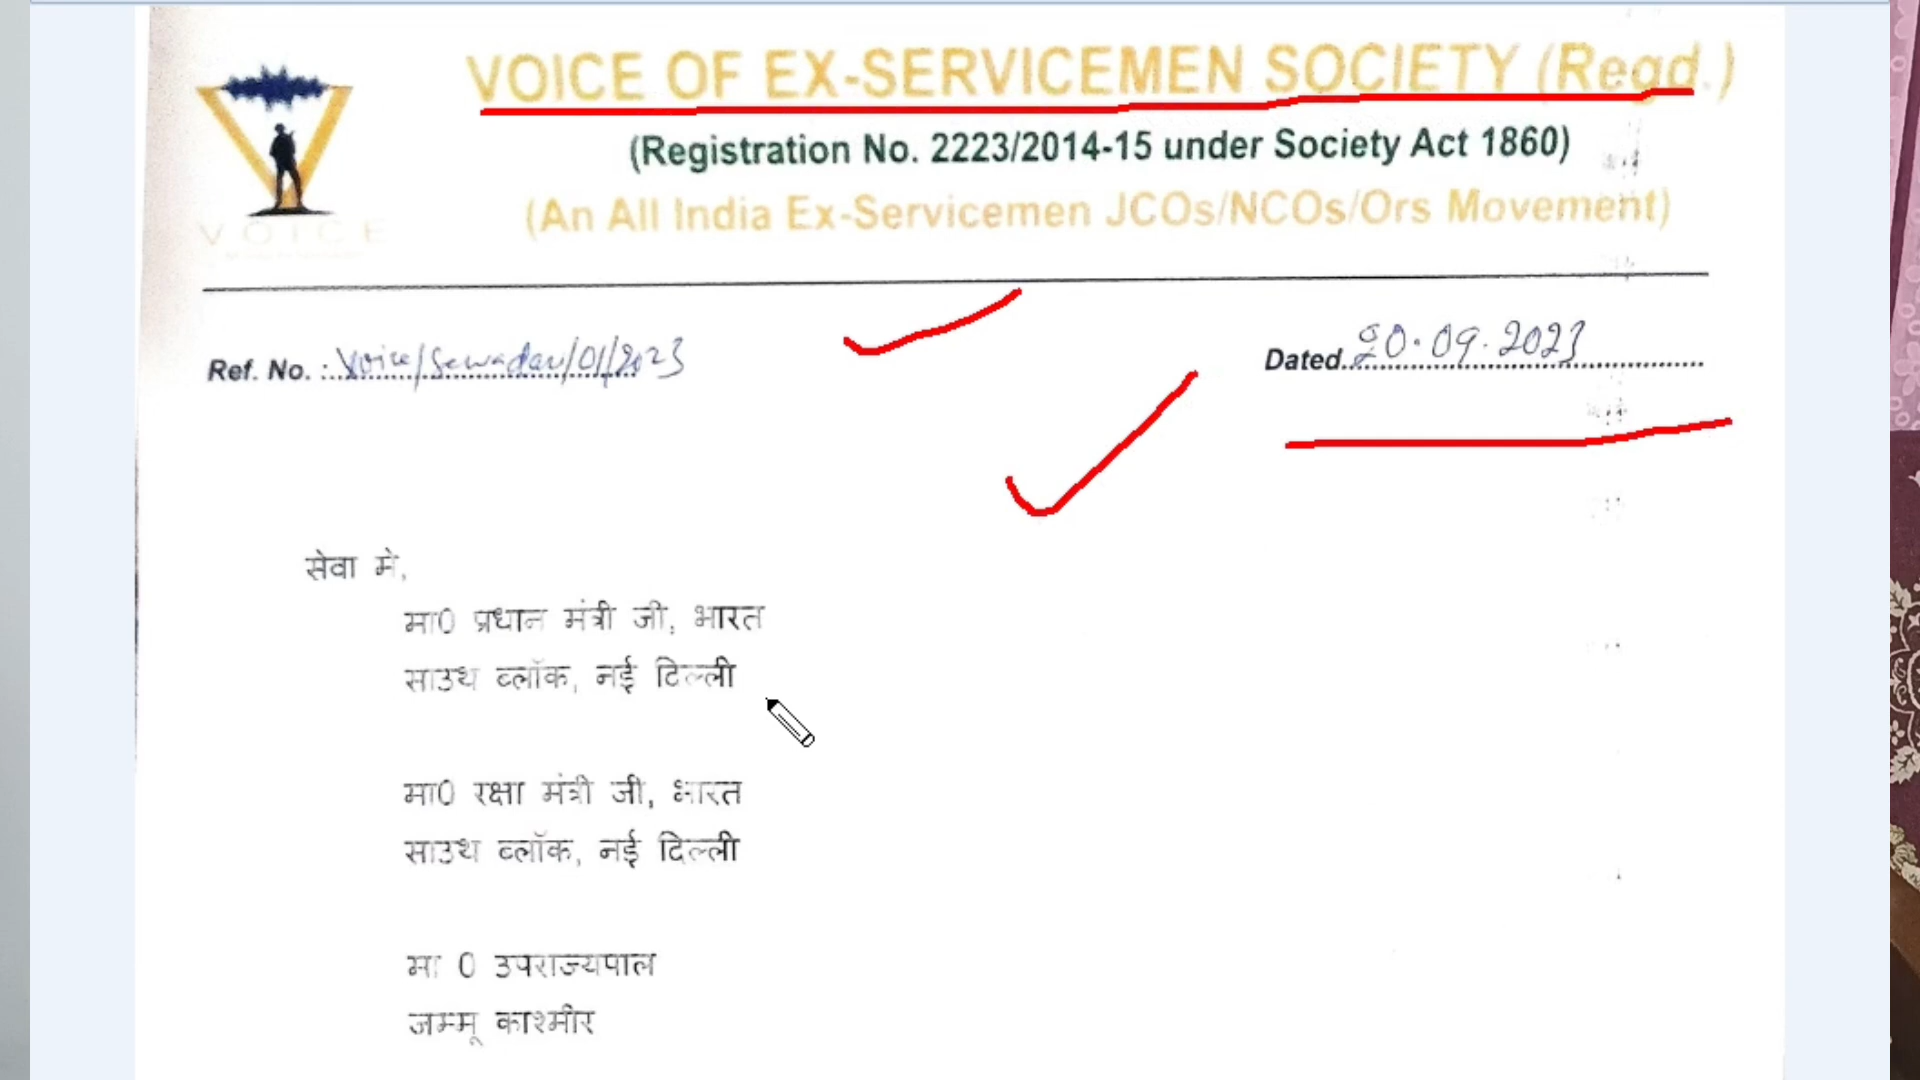 VOICE OF EX-SERVICEMEN SOCIETY (Regd.)
(Registration No. 2223/2014-15 under Society Act 1860)
(An All India Ex-Servicemen JCOs/NCOs/Ors Movement)
VOICE
Ref. No. : Voice/Sewadar/01/2023
Dated 20.09.2023
सेवा मे,
मा0 प्रधान मंत्री जी, भारत
साउथ ब्लॉक, नई दिल्ली
मा0 रक्षा मंत्री जी, भारत
साउथ ब्लॉक, नई दिल्ली
मा 0 उपराज्यपाल
जम्मू काश्मीर